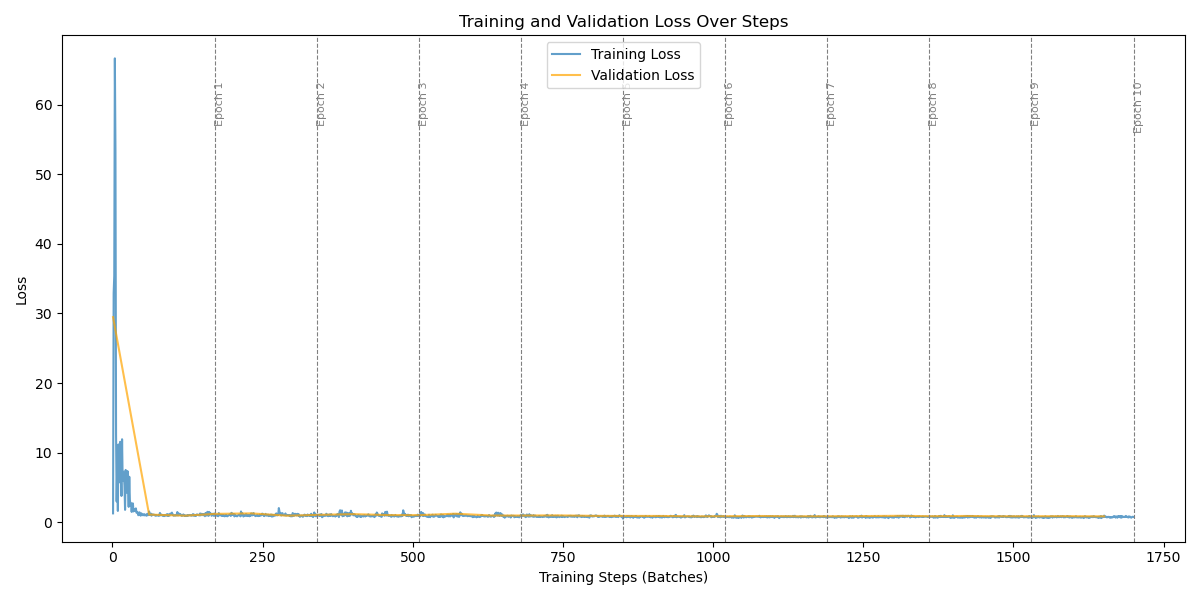 Training and Validation Loss Over Steps
Training Loss
Validation Loss
Epoch 1
Epoch 2
Epoch 3
Epoch 4
Epoch
Epoch 6
Epoch 7
Epoch 8
Epoch 9
Epoch 10
Loss
60
50
40
30
20
10
0
0
250
500
750
1000
1250
1500
1750
Training Steps (Batches)